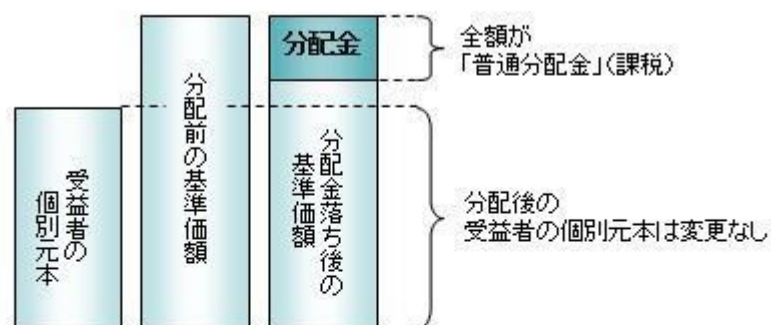 受益者の
個別元本
分配前の基準価額
分配金
分配金落ち後の
基準価額
全額が
「普通分配金」(課税)
分配後の
受益者の個別元本は変更なし